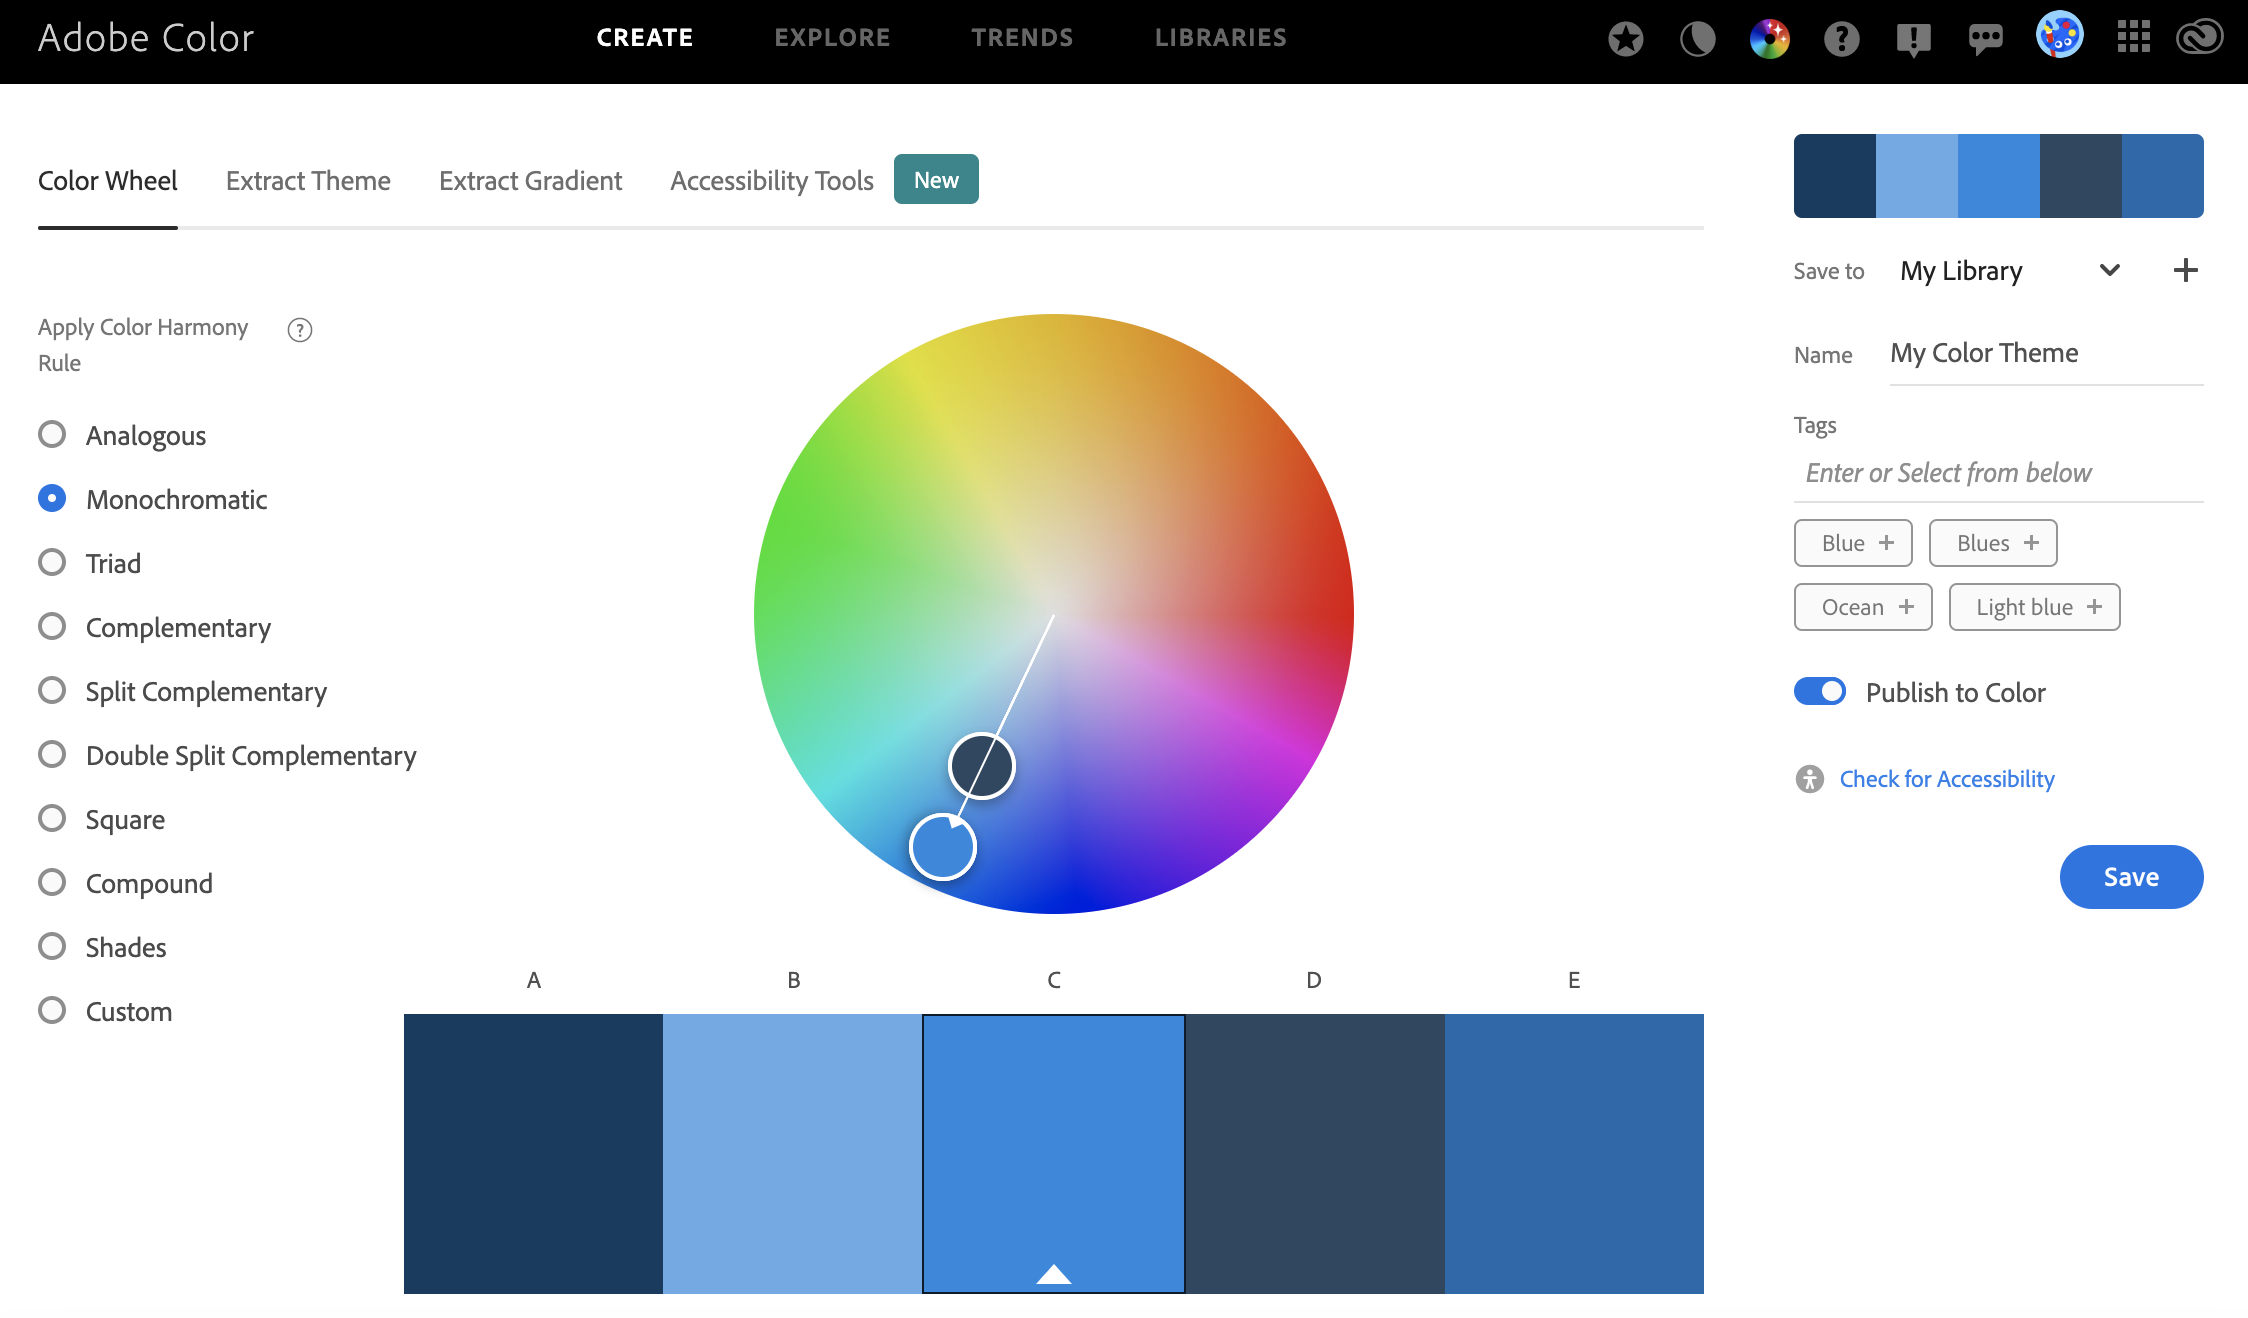 Adobe Color
CREATE
EXPLORE
TRENDS
LIBRARIES
Color Wheel
Extract Theme
Extract Gradient
Accessibility Tools
New
Apply Color Harmony
Rule
Analogous
Monochromatic
Triad
Complementary
Split Complementary
Double Split Complementary
Square
Compound
Shades
Custom
A
B
C
D
E
Save to
My Library
Name
My Color Theme
Tags
Enter or Select from below
Blue +
Blues +
Ocean +
Light blue +
Publish to Color
Check for Accessibility
Save